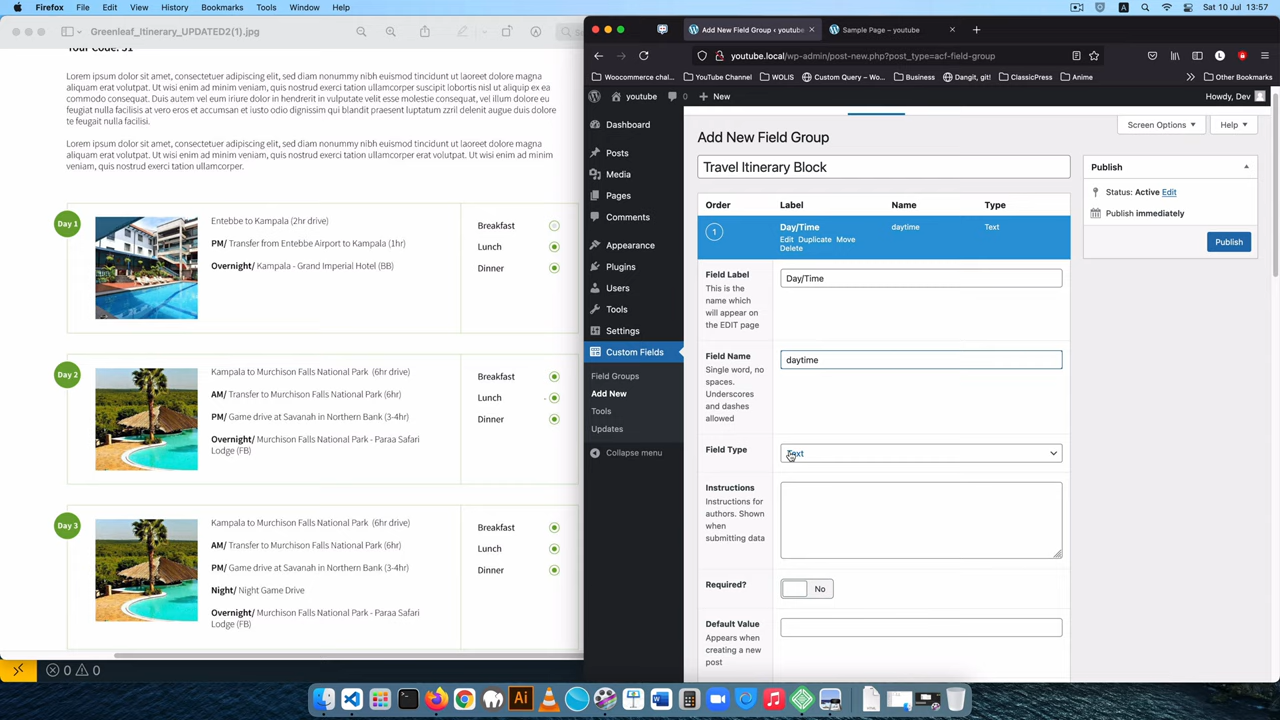 Firefox File Edit View History Bookmarks Tools Window Help
Sat 10 Jul 13:57
Greenleaf_Itinerary_UPDATED2(1).jpg
Lorem ipsum dolor sit amet, consectetuer adipiscing elit, sed diam nonummy nibh euismod tincidunt ut laoreet dolore magna
aliquam erat volutpat. Ut wisi enim ad minim veniam, quis nostrud exerci tation ullamcorper suscipit lobortis nisl ut aliquip ex ea
commodo consequat. Duis autem vel eum iriure dolor in hendrerit in vulputate velit esse molestie consequat, vel illum dolore eu
feugiat nulla facilisis at vero eros et accumsan et iusto odio dignissim qui blandit praesent luptatum zzril delenit augue duis dolore
te feugait nulla facilisi.
Lorem ipsum dolor sit amet, consectetuer adipiscing elit, sed diam nonummy nibh euismod tincidunt ut laoreet dolore magna
aliquam erat volutpat. Ut wisi enim ad minim veniam, quis nostrud exerci tation ullamcorper erat volutpat. Ut wisi enim ad minim
veniam, quis nostrud exerci tation ullamcorper.
Day 1
Entebbe to Kampala (2hr drive)
PM/ Transfer from Entebbe Airport to Kampala (1hr)
Overnight/ Kampala - Grand Imperial Hotel (BB)
Breakfast
Lunch
Dinner
Day 2
Kampala to Murchison Falls National Park (6hr drive)
AM/ Transfer to Murchison Falls National Park (6hr)
PM/ Game drive at Savanah in Northern Bank (3-4hr)
Overnight/ Murchison Falls National Park - Paraa Safari
Lodge (FB)
Breakfast
Lunch
Dinner
Day 3
Kampala to Murchison Falls National Park (6hr drive)
AM/ Transfer to Murchison Falls National Park (6hr)
PM/ Game drive at Savanah in Northern Bank (3-4hr)
Night/ Night Game Drive
Overnight/ Murchison Falls National Park - Paraa Safari
Lodge (FB)
Breakfast
Lunch
Dinner
0 0
Add New Field Group ‹ youtube
Sample Page – youtube
youtube.local/wp-admin/post-new.php?post_type=acf-field-group
Woocommerce chal... YouTube Channel WOLIS Custom Query – Wo... Business Dangit, git! ClassicPress Anime Other Bookmarks
youtube 0 New Howdy, Dev
Dashboard
Posts
Media
Pages
Comments
Appearance
Plugins
Users
Tools
Settings
Custom Fields
Field Groups
Add New
Tools
Updates
Collapse menu
Screen Options Help
Add New Field Group
Travel Itinerary Block
Order Label Name Type
1 Day/Time daytime Text
Edit Duplicate Move
Delete
Field Label
This is the
name which
will appear on
the EDIT page
Day/Time
Field Name
Single word, no
spaces.
Underscores
and dashes
allowed
daytime
Field Type
Text
Instructions
Instructions for
authors. Shown
when
submitting data
Required?
No
Default Value
Appears when
creating a new
post
Publish
Status: Active Edit
Publish immediately
Publish
Ai